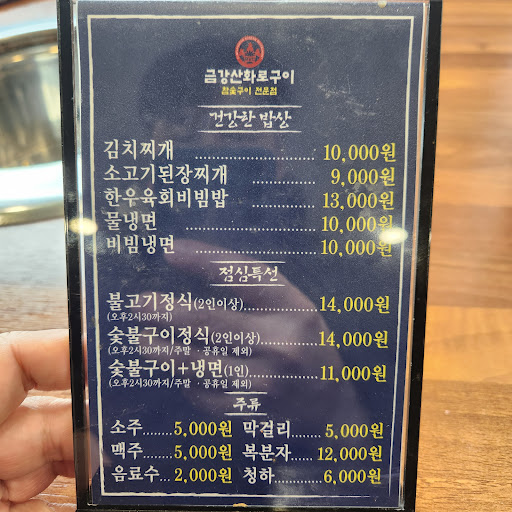 금강산화로구이
참숯구이 전문점
건강한 밥상
김치찌개 .................... 10,000원
소고기된장찌개 .............. 9,000원
한우육회비빔밥 .............. 13,000원
물냉면 .................... 10,000원
비빔냉면 .................... 10,000원
점심특선
불고기정식(2인이상) .......... 14,000원
(오후2시30분까지)
숯불구이정식(2인이상) ....... 14,000원
(오후2시30분까지/주말 · 공휴일 제외)
숯불구이+냉면(1인) .......... 11,000원
(오후2시30분까지/주말 · 공휴일 제외)
주류
소주....... 5,000원 막걸리....... 5,000원
맥주....... 5,000원 복분자..... 12,000원
음료수... 2,000원 청하.......... 6,000원